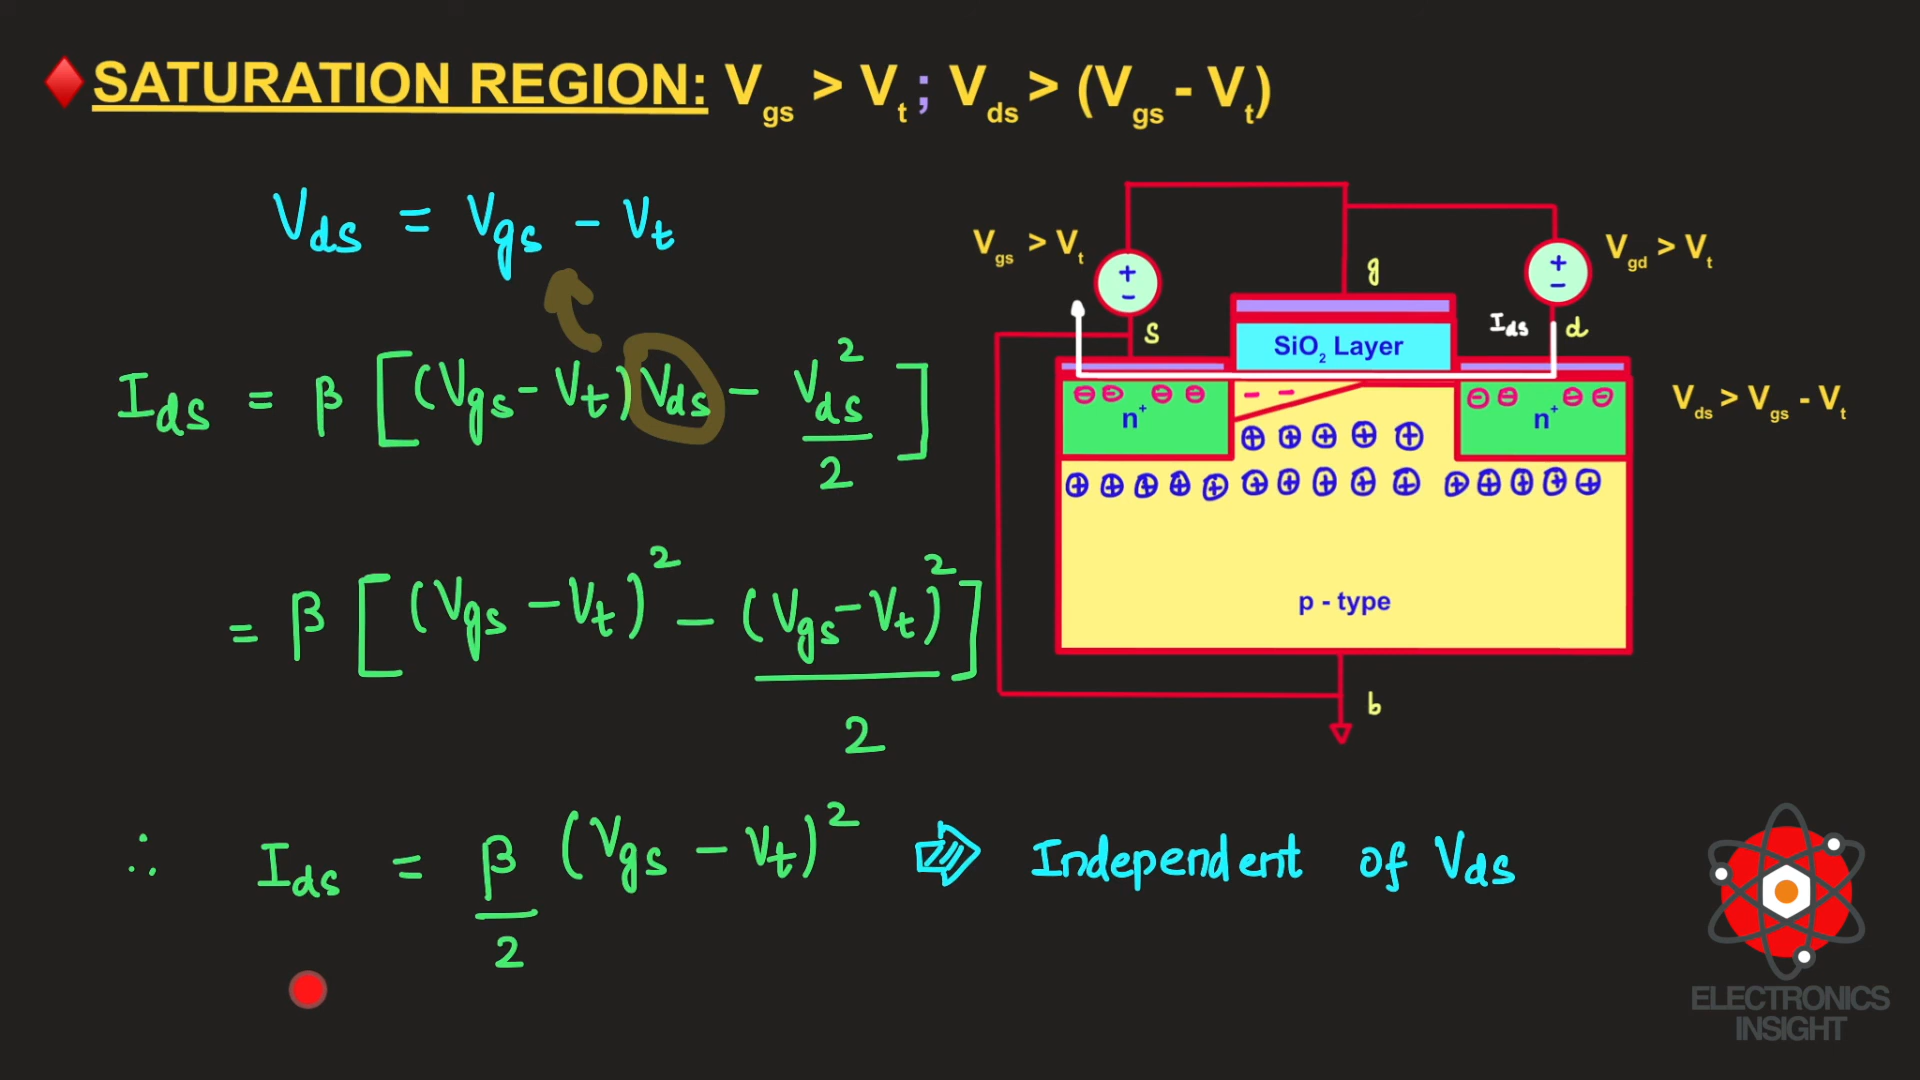 SATURATION REGION: Vgs > Vt ; Vds > (Vgs - Vt)
Vds = Vgs - Vt
Ids = β [(Vgs - Vt) Vds - Vds²/2]
= β [(Vgs - Vt)² - (Vgs - Vt)²/2]
∴ Ids = β/2 (Vgs - Vt)² ⇒ Independent of Vds
Vgs > Vt
+
-
S
g
+
-
Vgd > Vt
Ids
d
SiO₂ Layer
Vds > Vgs - Vt
⊖ ⊖ ⊖ ⊖
- -
⊖ ⊖ ⊖ ⊖
n⁺
n⁺
⊕ ⊕ ⊕ ⊕ ⊕
⊕ ⊕ ⊕ ⊕ ⊕ ⊕ ⊕ ⊕ ⊕ ⊕ ⊕ ⊕ ⊕ ⊕ ⊕
p - type
b
ELECTRONICS
INSIGHT